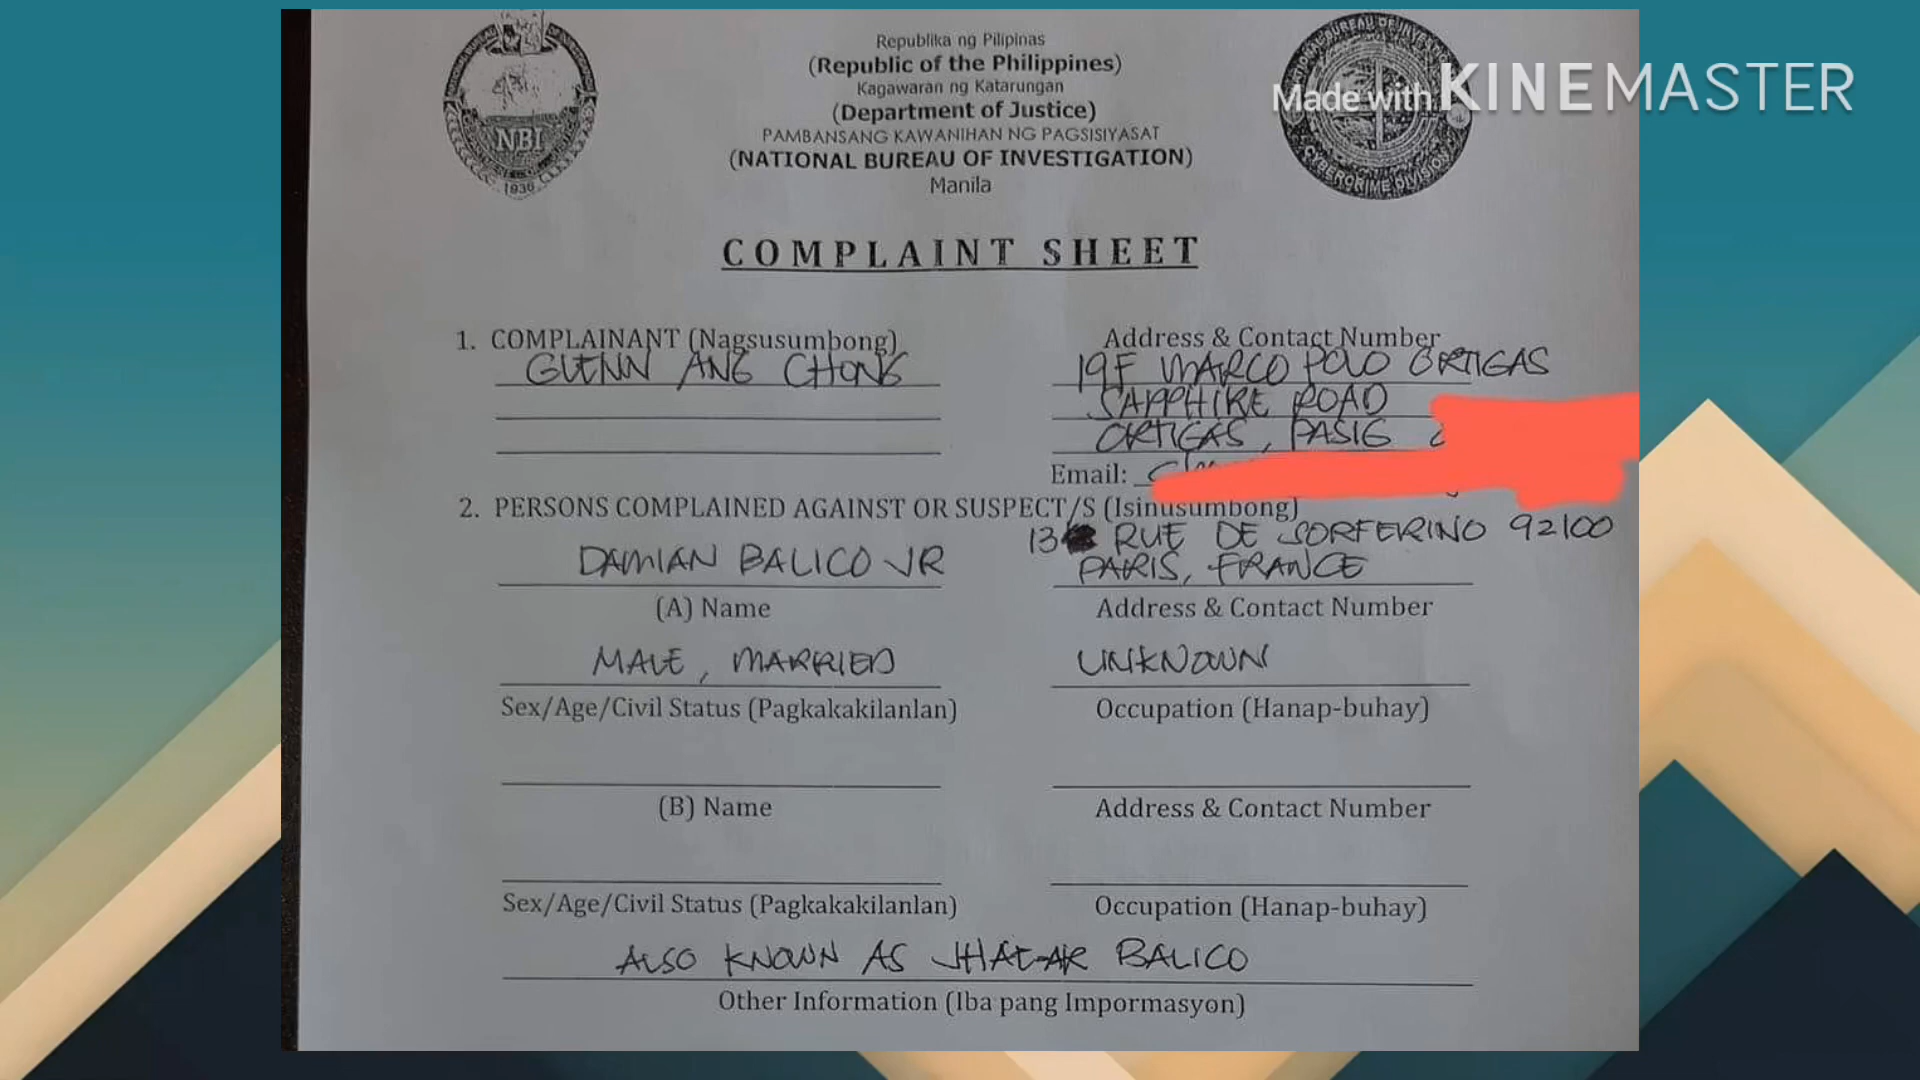 Republika ng Pilipinas
(Republic of the Philippines)
Kagawaran ng Katarungan
(Department of Justice)
PAMBANSANG KAWANIHAN NG PAGSISIYASAT
(NATIONAL BUREAU OF INVESTIGATION)
Manila
NBI
1936
CYBERCRIME DIVISION
Made with KINEMASTER
COMPLAINT SHEET
1. COMPLAINANT (Nagsusumbong) Address & Contact Number
GLENN ANG CHONG 19F MARCO POLO ORTIGAS
SAPPHIRE ROAD
ORTIGAS, PASIG
Email:
2. PERSONS COMPLAINED AGAINST OR SUSPECT/S (Isinusumbong)
13 RUE DE SORFERINO 92100
DAMIAN BALICO JR PARIS, FRANCE
(A) Name Address & Contact Number
MALE, MARRIED UNKNOWN
Sex/Age/Civil Status (Pagkakakilanlan) Occupation (Hanap-buhay)
(B) Name Address & Contact Number
Sex/Age/Civil Status (Pagkakakilanlan) Occupation (Hanap-buhay)
ALSO KNOWN AS BALICO
Other Information (Iba pang Impormasyon)